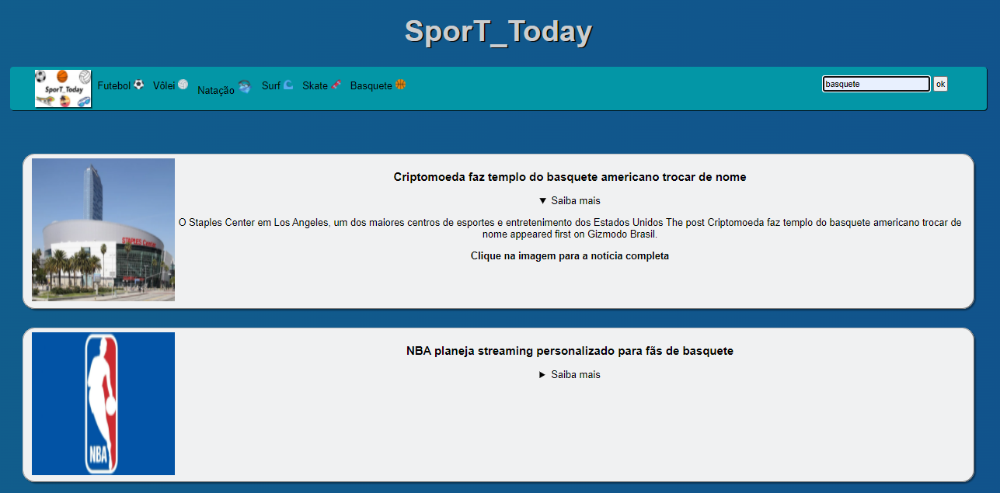 SporT_Today
SporT_Today
Futebol
Vôlei
Natação
Surf
Skate
Basquete
basquete
ok
STAPLES Center
Criptomoeda faz templo do basquete americano trocar de nome
▼ Saiba mais
O Staples Center em Los Angeles, um dos maiores centros de esportes e entretenimento dos Estados Unidos The post Criptomoeda faz templo do basquete americano trocar de
nome appeared first on Gizmodo Brasil.
Clique na imagem para a notícia completa
NBA
NBA planeja streaming personalizado para fãs de basquete
▶ Saiba mais